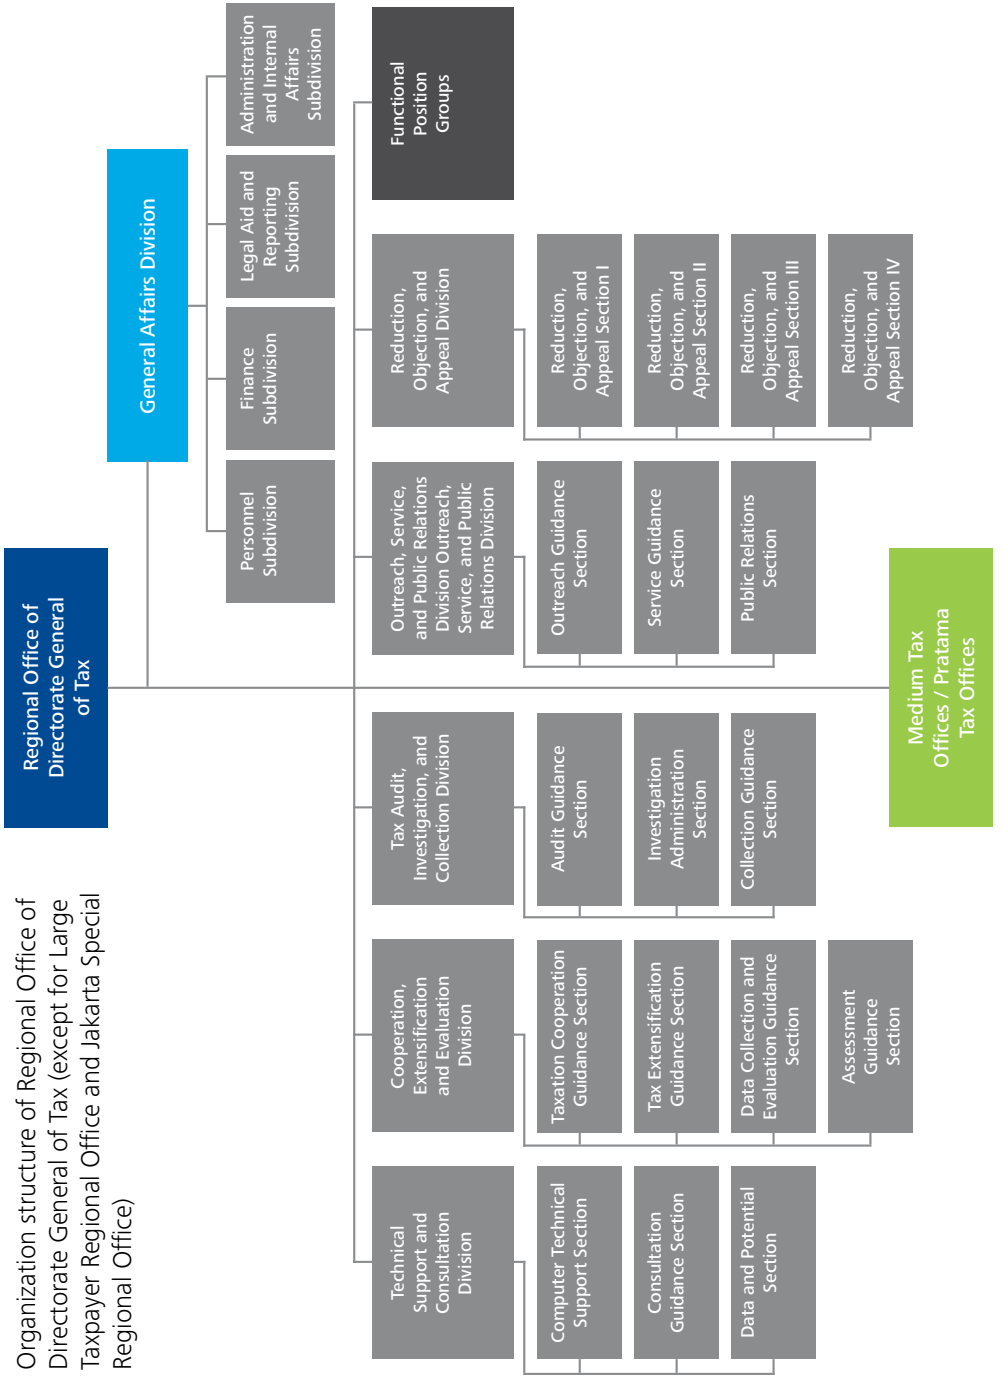 Organization structure of Regional Office of
Directorate General of Tax (except for Large
Taxpayer Regional Office and Jakarta Special
Regional Office)
Regional Office of
Directorate General
of Tax
General Affairs Division
Personnel
Subdivision
Finance
Subdivision
Legal Aid and
Reporting
Subdivision
Administration
and Internal
Affairs
Subdivision
Technical
Support and
Consultation
Division
Computer Technical
Support Section
Consultation
Guidance Section
Data and Potential
Section
Cooperation,
Extensification
and Evaluation
Division
Taxation Cooperation
Guidance Section
Tax Extensification
Guidance Section
Data Collection and
Evaluation Guidance
Section
Assessment
Guidance
Section
Tax Audit,
Investigation, and
Collection Division
Audit Guidance
Section
Investigation
Administration
Section
Collection Guidance
Section
Outreach, Service,
and Public Relations
Division Outreach,
Service, and Public
Relations Division
Outreach Guidance
Section
Service Guidance
Section
Public Relations
Section
Reduction,
Objection, and
Appeal Division
Reduction,
Objection, and
Appeal Section I
Reduction,
Objection, and
Appeal Section II
Reduction,
Objection, and
Appeal Section III
Reduction,
Objection, and
Appeal Section IV
Functional
Position
Groups
Medium Tax
Offices / Pratama
Tax Offices